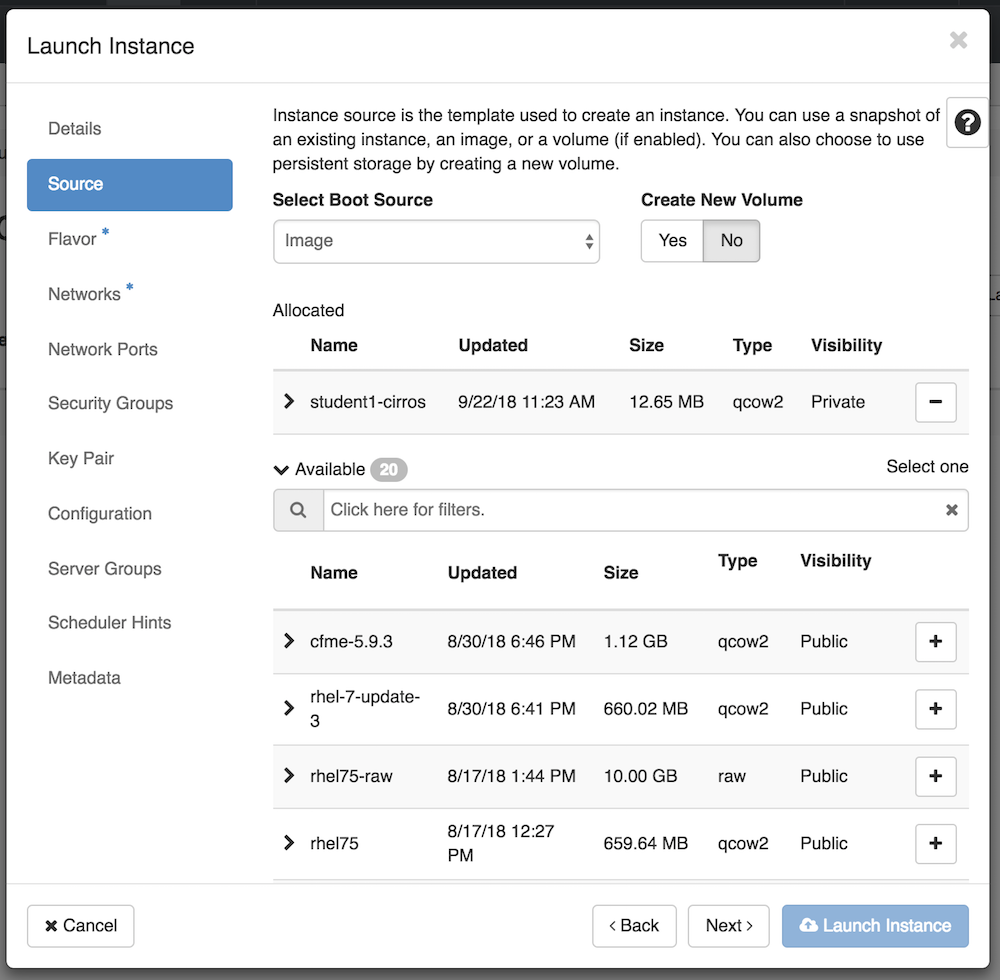 Launch Instance
Details
Source
Flavor *
Networks *
Network Ports
Security Groups
Key Pair
Configuration
Server Groups
Scheduler Hints
Metadata
Instance source is the template used to create an instance. You can use a snapshot of
an existing instance, an image, or a volume (if enabled). You can also choose to use
persistent storage by creating a new volume.
Select Boot Source
Create New Volume
Image
Yes No
Allocated
Name Updated Size Type Visibility
student1-cirros 9/22/18 11:23 AM 12.65 MB qcow2 Private
Available 20
Select one
Click here for filters.
Name Updated Size Type Visibility
cfme-5.9.3 8/30/18 6:46 PM 1.12 GB qcow2 Public
rhel-7-update-
3 8/30/18 6:41 PM 660.02 MB qcow2 Public
rhel75-raw 8/17/18 1:44 PM 10.00 GB raw Public
rhel75 8/17/18 12:27
PM 659.64 MB qcow2 Public
Cancel
< Back
Next >
Launch Instance